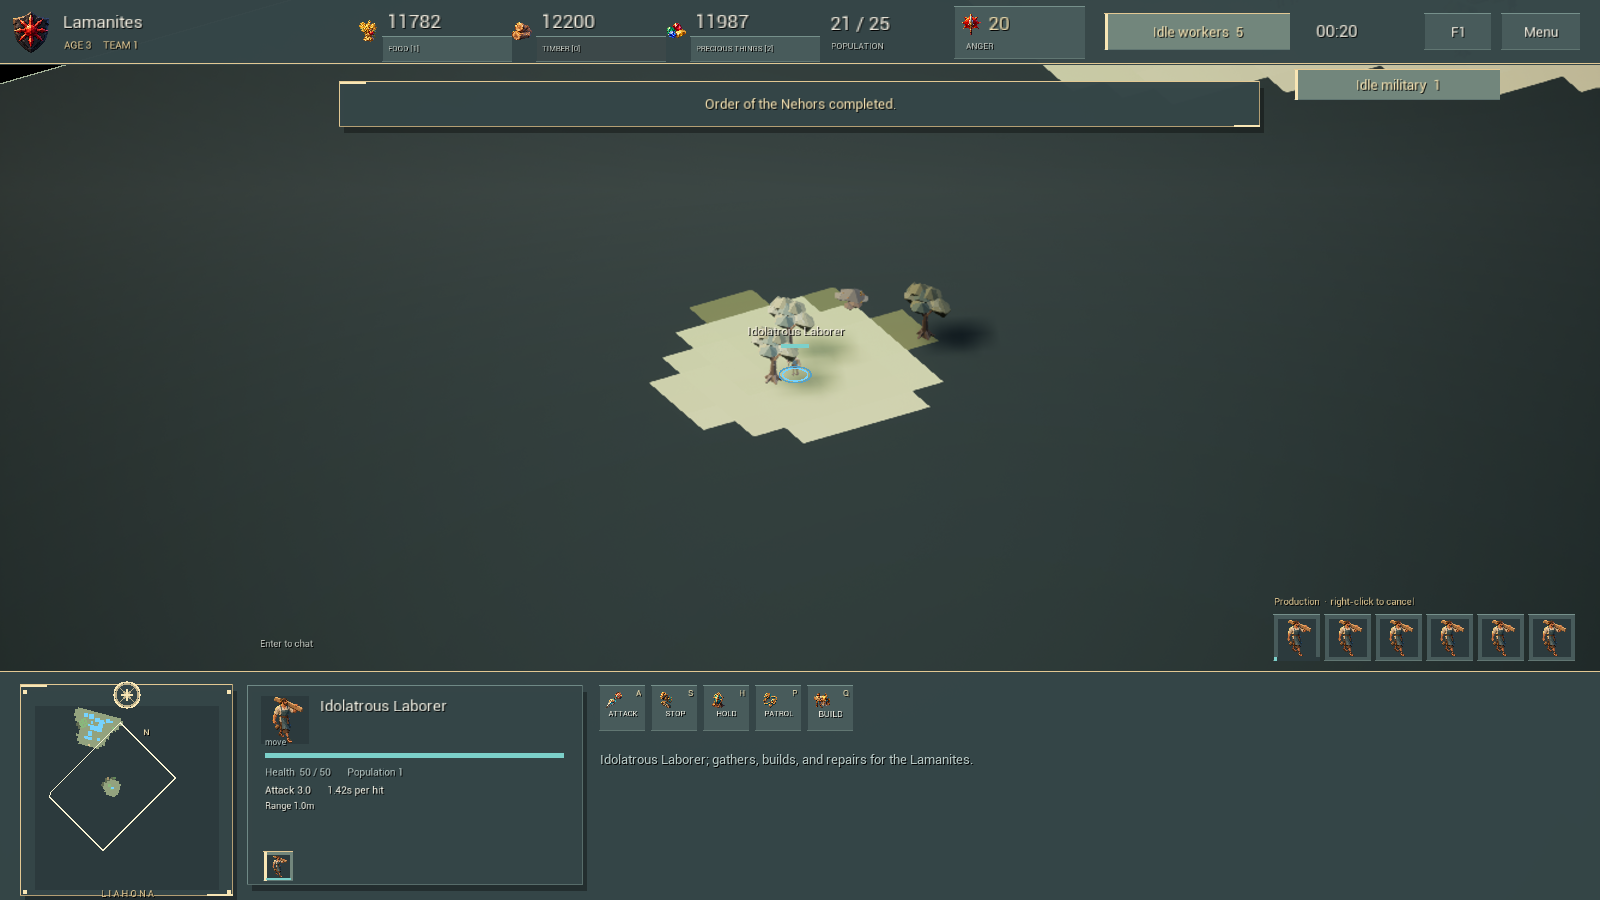 Lamanites
AGE 3 TEAM 1
11782
FOOD [1]
12200
TIMBER [0]
11987
PRECIOUS THINGS [2]
21 / 25
POPULATION
20
ANGER
Idle workers 5
00:20
F1
Menu
Idle military 1
Order of the Nehors completed.
Idolatrous Laborer
Production · right-click to cancel
Enter to chat
N
LIAHONA
Idolatrous Laborer
move
Health 50 / 50 Population 1
Attack 3.0 1.42s per hit
Range 1.0m
A
ATTACK
S
STOP
H
HOLD
P
PATROL
Q
BUILD
Idolatrous Laborer; gathers, builds, and repairs for the Lamanites.